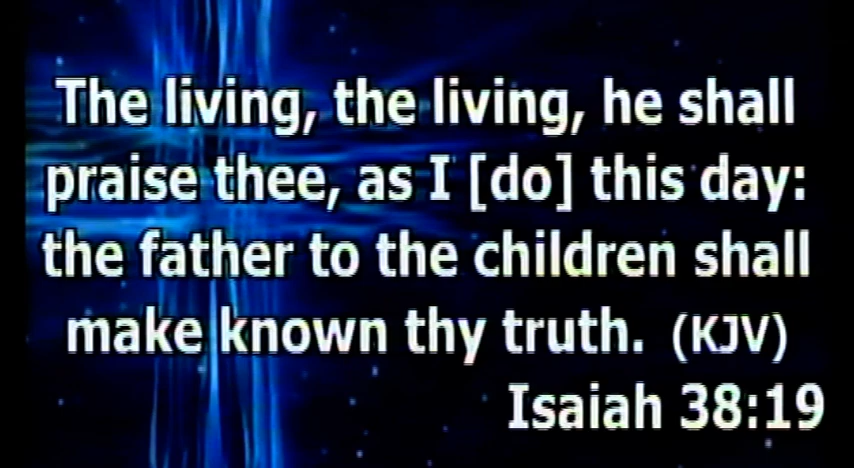 The living, the living, he shall
praise thee, as I [do] this day:
the father to the children shall
make known thy truth. (KJV)
Isaiah 38:19